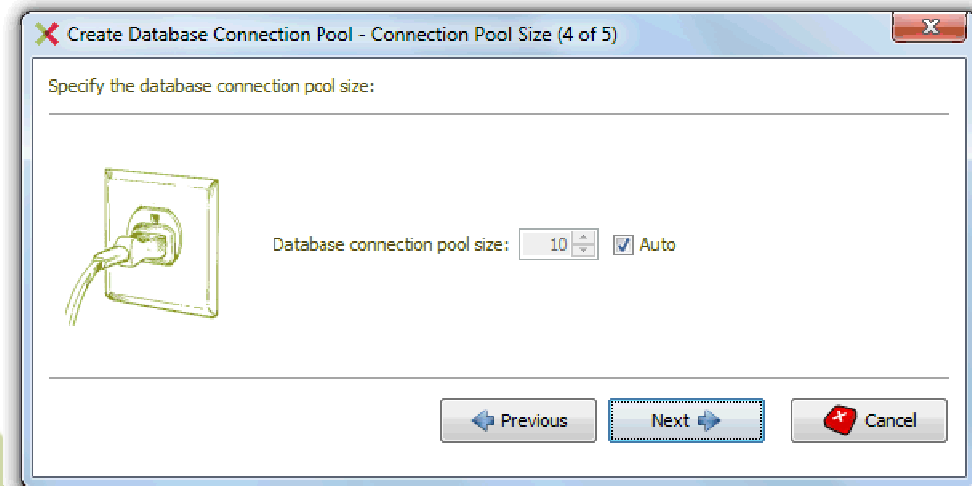 Create Database Connection Pool - Connection Pool Size (4 of 5)
Specify the database connection pool size:
Database connection pool size: 10 Auto
Previous Next Cancel